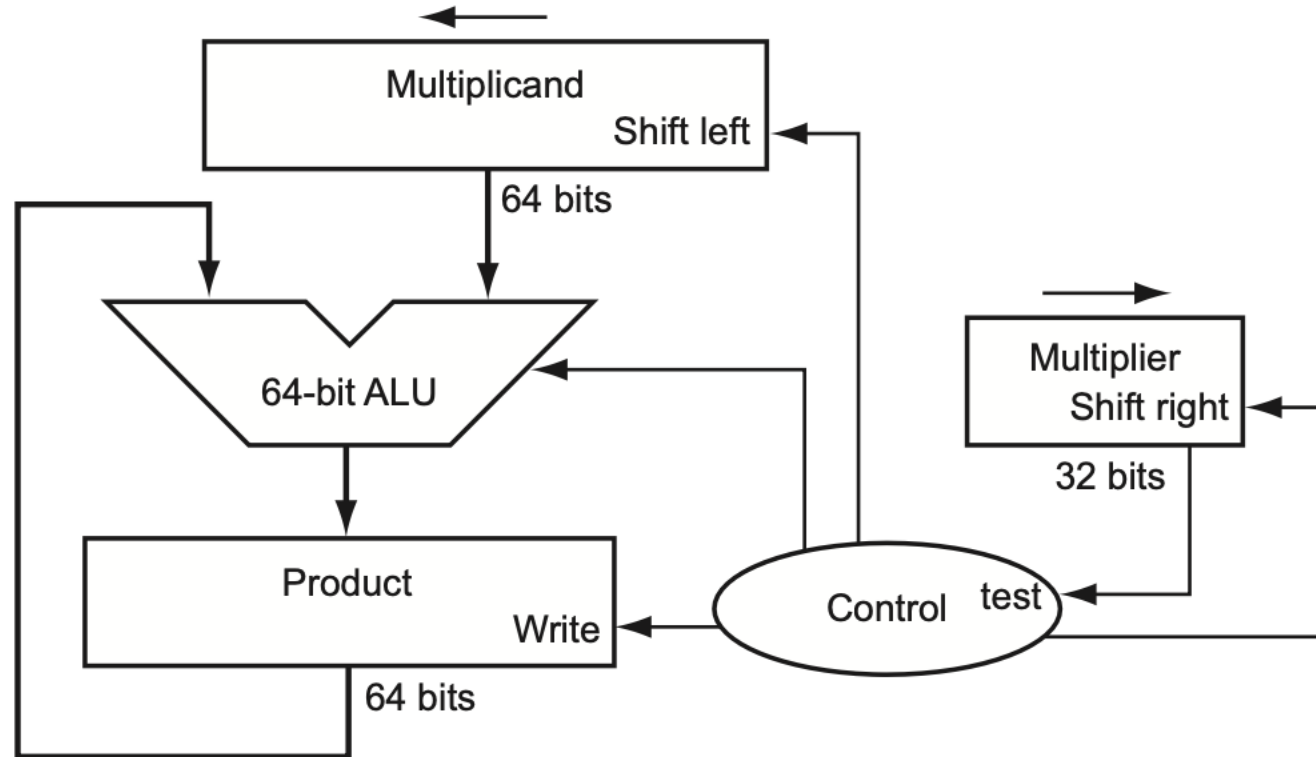 Multiplicand
Shift left
64 bits
64-bit ALU
Multiplier
Shift right
32 bits
Product
Write
Control
test
64 bits